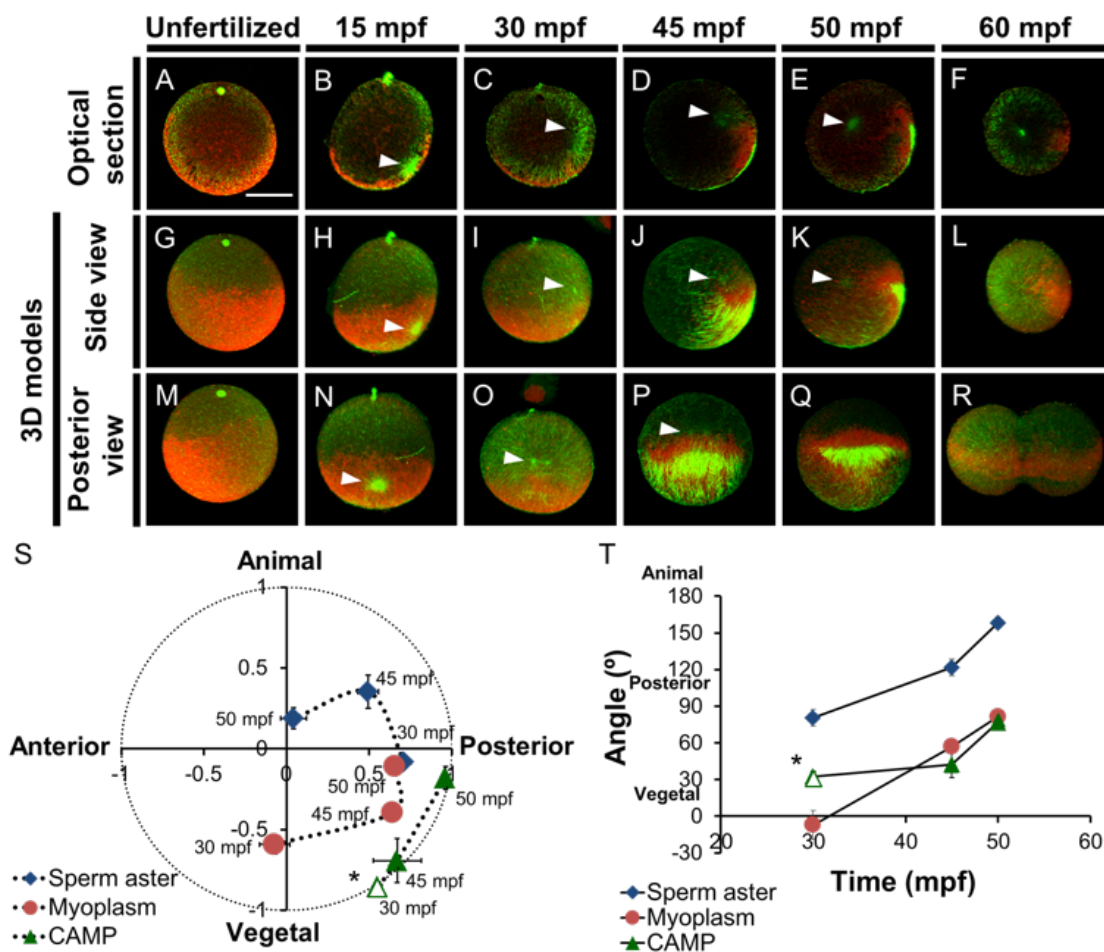 Unfertilized 15 mpf 30 mpf 45 mpf 50 mpf 60 mpf
Optical section
A B C D E F
3D models
Side view
G H I J K L
Posterior view
M N O P Q R
S
Animal
1
0.5
45 mpf
50 mpf
30 mpf
Anterior
0
Posterior
-1 -0.5 0 0.5 1
50 mpf
50 mpf
45 mpf
-0.5
30 mpf
45 mpf
*
30 mpf
-1
Vegetal
Sperm aster
Myoplasm
CAMP
T
Animal
180
150
120
Posterior
90
60
*
30
Vegetal
0
-30
Angle (º)
20 30 40 50
Time (mpf)
Sperm aster
Myoplasm
CAMP